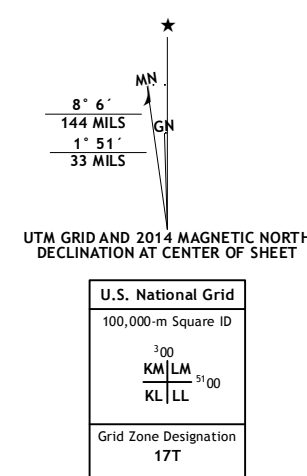 ★
MN
8° 6´
144 MILS
GN
1° 51´
33 MILS
UTM GRID AND 2014 MAGNETIC NORTH
DECLINATION AT CENTER OF SHEET
U.S. National Grid
100,000-m Square ID
³00
KM LM
⁵¹00
KL LL
Grid Zone Designation
17T